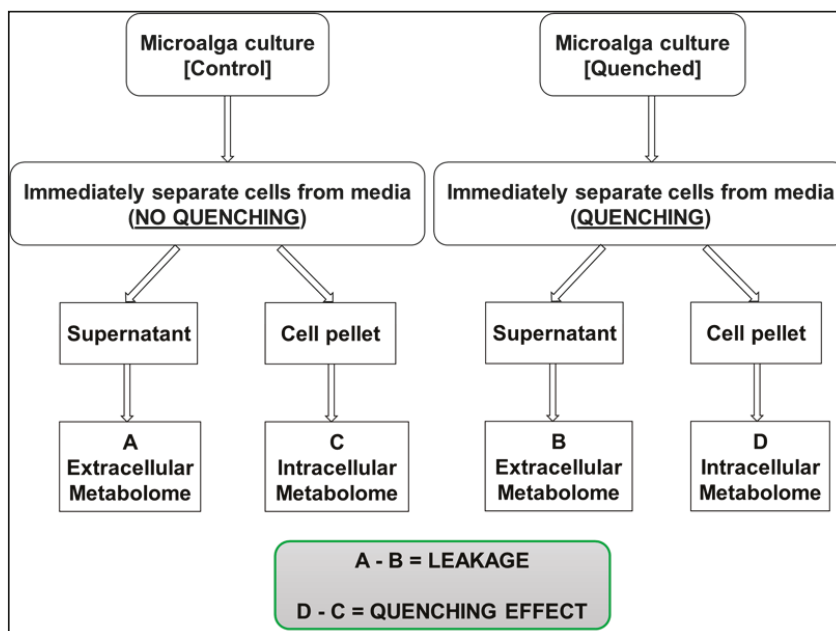 Microalga culture
[Control]
Microalga culture
[Quenched]
Immediately separate cells from media
(NO QUENCHING)
Immediately separate cells from media
(QUENCHING)
Supernatant
Cell pellet
Supernatant
Cell pellet
A
Extracellular
Metabolome
C
Intracellular
Metabolome
B
Extracellular
Metabolome
D
Intracellular
Metabolome
A - B = LEAKAGE
D - C = QUENCHING EFFECT